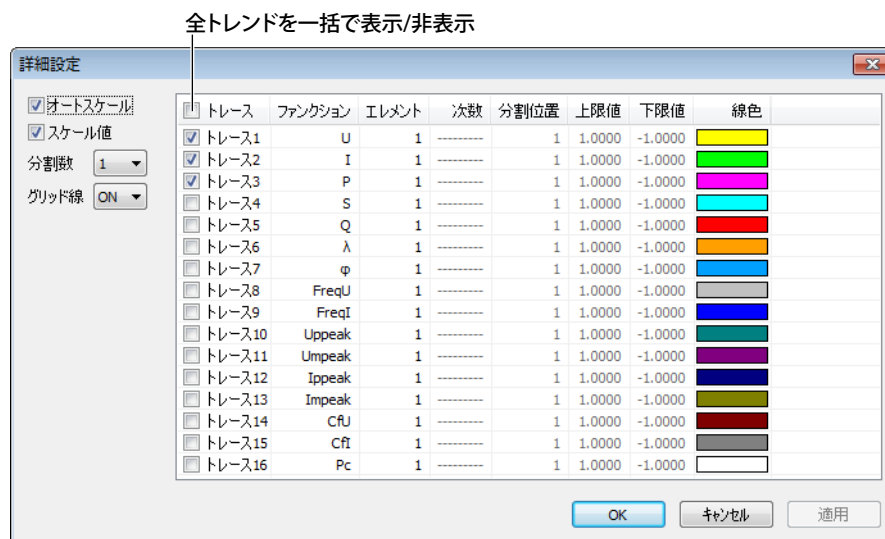 全トレンドを一括で表示/非表示
詳細設定
オートスケール
スケール値
分割数 1
グリッド線 ON
トレース ファンクション エレメント 次数 分割位置 上限値 下限値 線色
トレース1 U 1 --------- 1 1.0000 -1.0000
トレース2 I 1 --------- 1 1.0000 -1.0000
トレース3 P 1 --------- 1 1.0000 -1.0000
トレース4 S 1 --------- 1 1.0000 -1.0000
トレース5 Q 1 --------- 1 1.0000 -1.0000
トレース6 λ 1 --------- 1 1.0000 -1.0000
トレース7 φ 1 --------- 1 1.0000 -1.0000
トレース8 FreqU 1 --------- 1 1.0000 -1.0000
トレース9 FreqI 1 --------- 1 1.0000 -1.0000
トレース10 Uppeak 1 --------- 1 1.0000 -1.0000
トレース11 Umpeak 1 --------- 1 1.0000 -1.0000
トレース12 Ippeak 1 --------- 1 1.0000 -1.0000
トレース13 Impeak 1 --------- 1 1.0000 -1.0000
トレース14 CfU 1 --------- 1 1.0000 -1.0000
トレース15 CfI 1 --------- 1 1.0000 -1.0000
トレース16 Pc 1 --------- 1 1.0000 -1.0000
OK キャンセル 適用